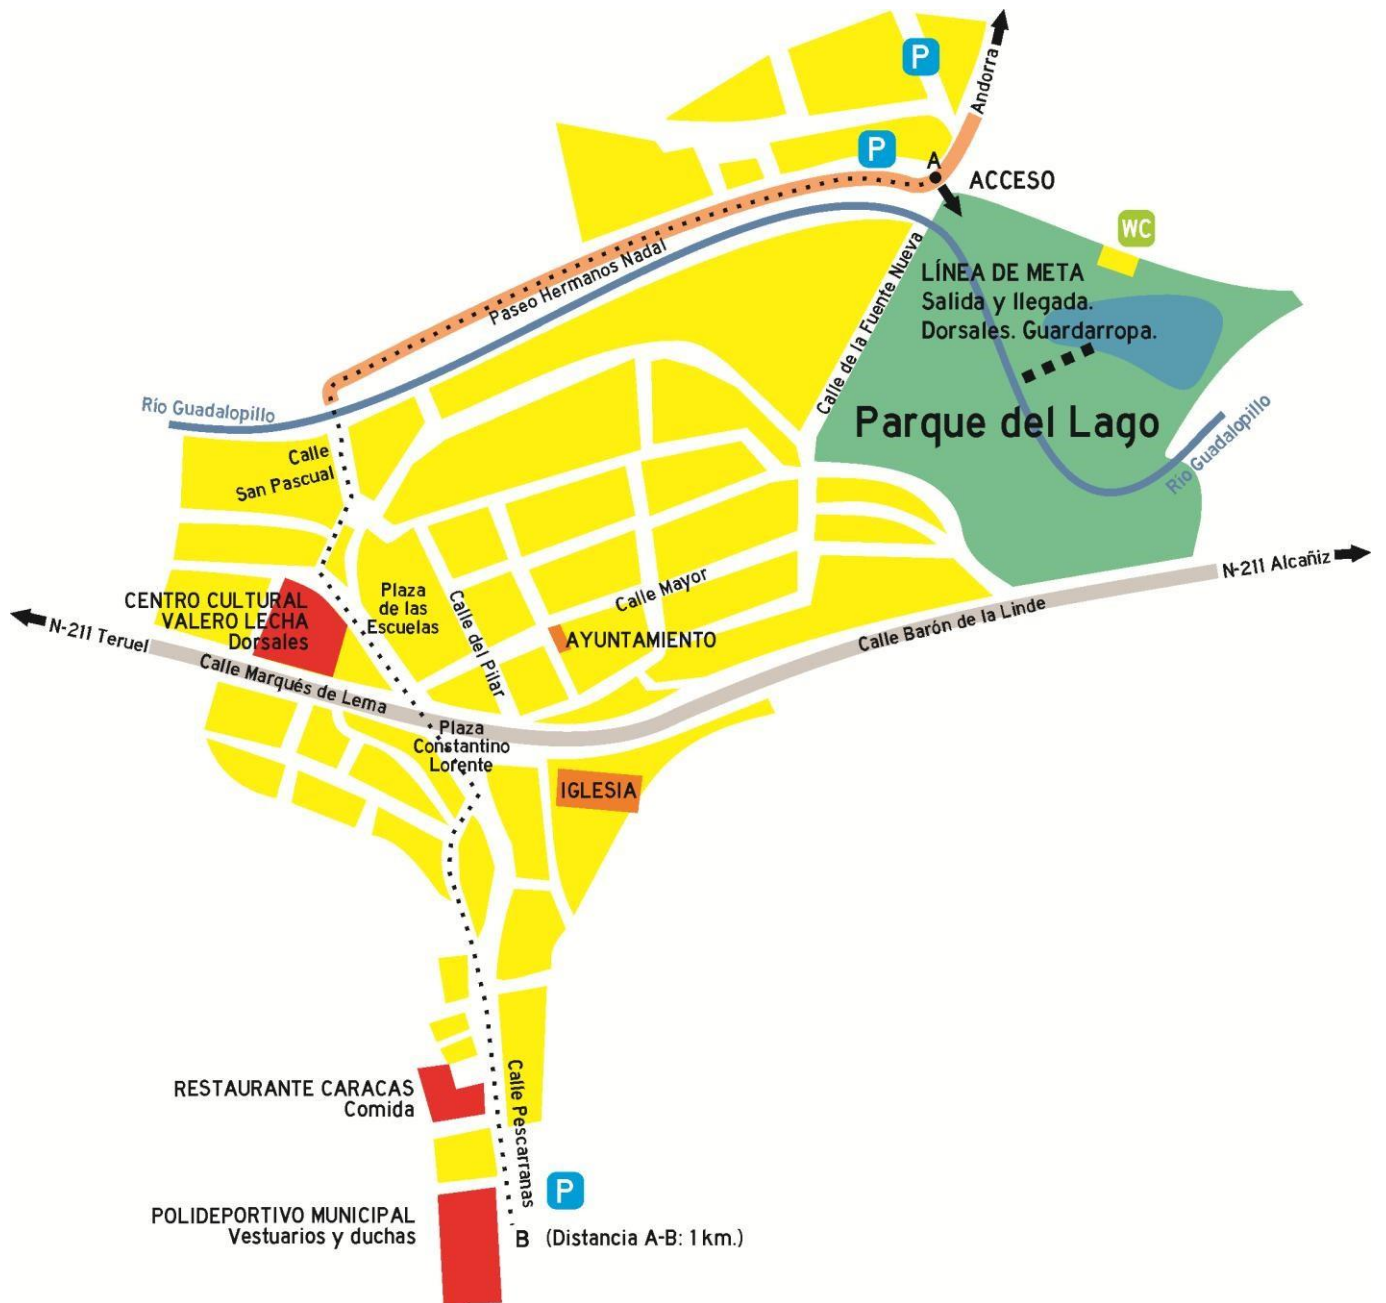 P
Andorra
P
A
ACCESO
WC
Paseo Hermanos Nadal
Calle de la Fuente Nueva
LÍNEA DE META
Salida y llegada.
Dorsales. Guardarropa.
Río Guadalopillo
Parque del Lago
Río Guadalopillo
Calle
San Pascual
N-211 Alcañiz
CENTRO CULTURAL
VALERO LECHA
Dorsales
Plaza
de las
Escuelas
Calle del Pilar
Calle Mayor
AYUNTAMIENTO
Calle Barón de la Linde
N-211 Teruel
Calle Marqués de Lema
Plaza
Constantino
Lorente
IGLESIA
RESTAURANTE CARACAS
Comida
Calle Pescarranas
P
POLIDEPORTIVO MUNICIPAL
Vestuarios y duchas
B (Distancia A-B: 1 km.)